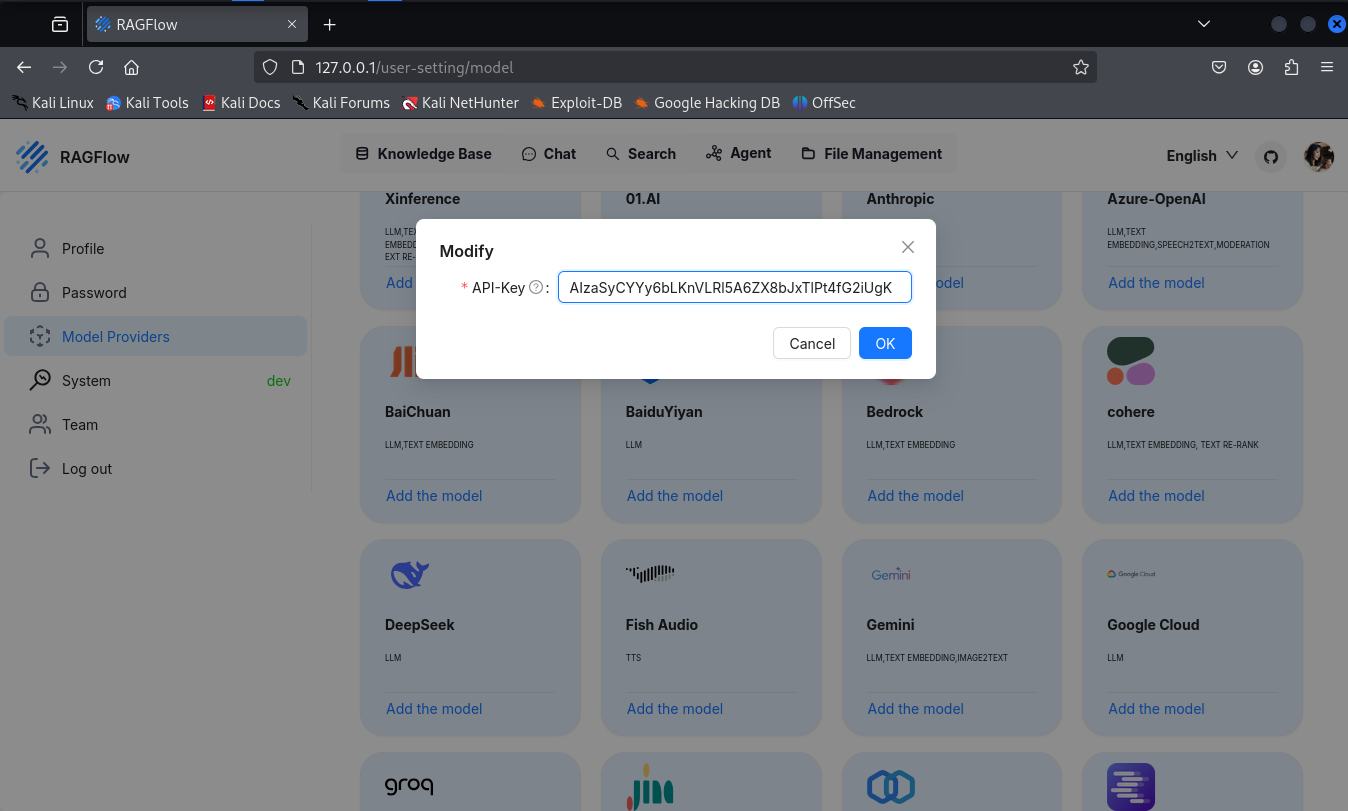 RAGFlow
127.0.0.1/user-setting/model
Kali Linux Kali Tools Kali Docs Kali Forums Kali NetHunter Exploit-DB Google Hacking DB OffSec
RAGFlow Knowledge Base Chat Search Agent File Management English
Profile
Password
Model Providers
System dev
Team
Log out
Xinference
LLM,TE
EMBEDD
EXT RE-
Add
01.AI
Anthropic
odel
Azure-OpenAI
LLM,TEXT
EMBEDDING,SPEECH2TEXT,MODERATION
Add the model
Modify
* API-Key ? :
Cancel OK
BaiChuan
LLM,TEXT EMBEDDING
Add the model
BaiduYiyan
LLM
Add the model
Bedrock
LLM,TEXT EMBEDDING
Add the model
cohere
LLM,TEXT EMBEDDING, TEXT RE-RANK
Add the model
DeepSeek
LLM
Add the model
Fish Audio
TTS
Add the model
Gemini
Gemini
LLM,TEXT EMBEDDING,IMAGE2TEXT
Add the model
Google Cloud
Google Cloud
LLM
Add the model
groq